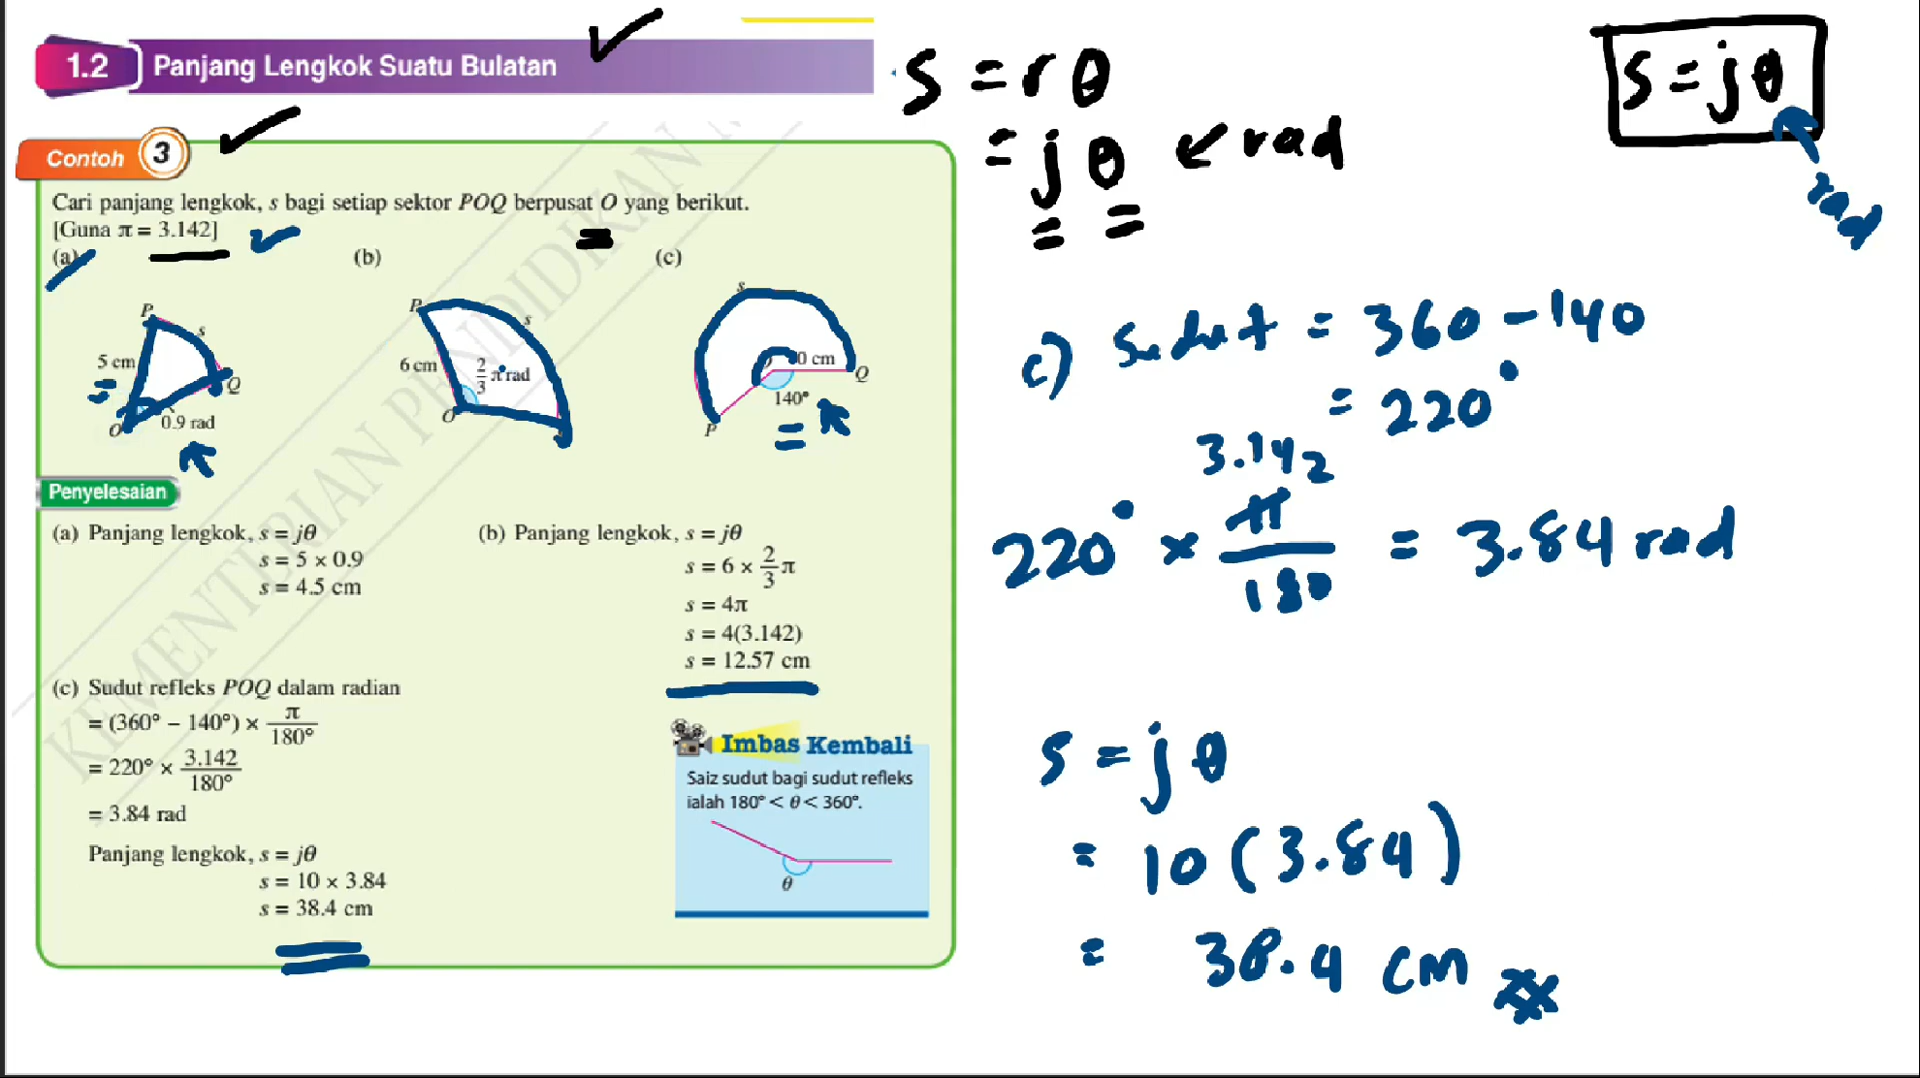 1.2 Panjang Lengkok Suatu Bulatan
Contoh 3
Cari panjang lengkok, s bagi setiap sektor POQ berpusat O yang berikut.
[Guna π = 3.142]
(a) (b) (c)
P
s
5 cm
Q
O
0.9 rad
P
s
6 cm
2/3 π rad
O
s
0 cm
Q
140°
P
Penyelesaian
(a) Panjang lengkok, s = jθ
s = 5 × 0.9
s = 4.5 cm
(b) Panjang lengkok, s = jθ
s = 6 × 2/3 π
s = 4π
s = 4(3.142)
s = 12.57 cm
(c) Sudut refleks POQ dalam radian
= (360° − 140°) × π/180°
= 220° × 3.142/180°
= 3.84 rad
Panjang lengkok, s = jθ
s = 10 × 3.84
s = 38.4 cm
Imbas Kembali
Saiz sudut bagi sudut refleks
ialah 180° < θ < 360°.
θ
KEMENTERIAN PENDIDIKAN M
S = rθ
= jθ ← rad
S = jθ
rad
c) Sudut = 360 − 140
= 220°
3.142
220° × π/180 = 3.84 rad
S = jθ
= 10 (3.84)
= 38.4 cm